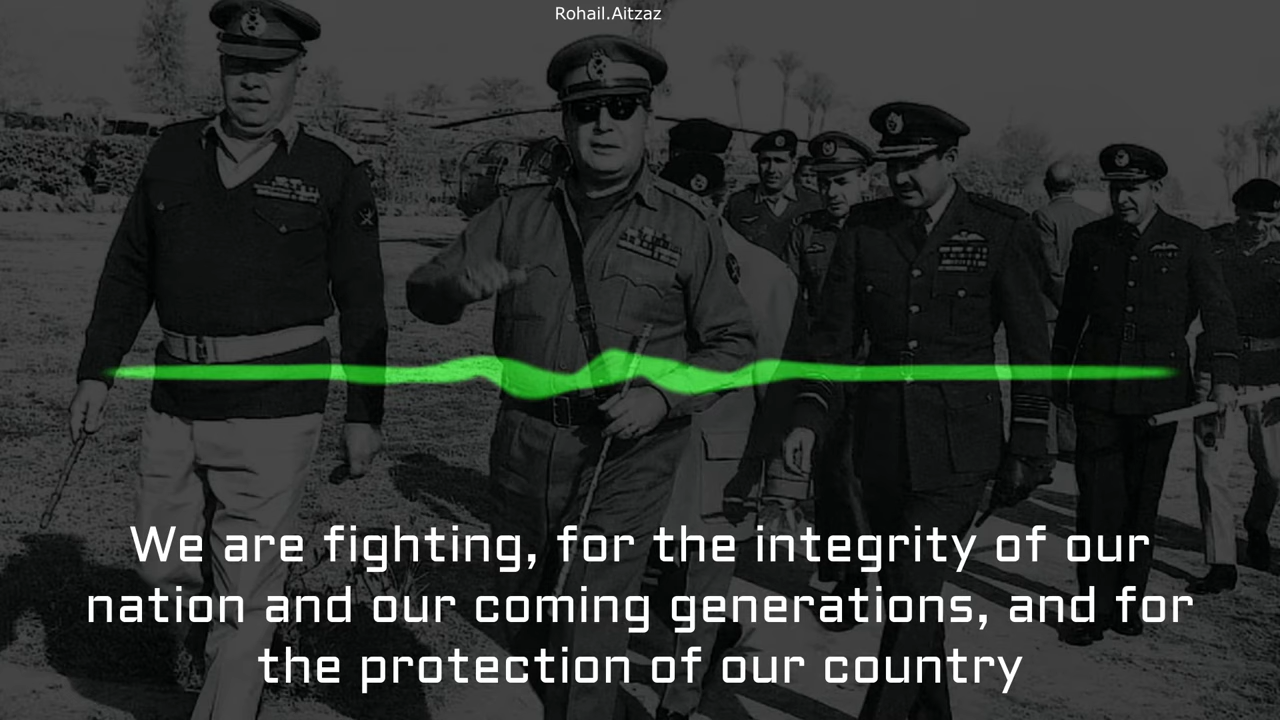 Rohail.Aitzaz
We are fighting, for the integrity of our
nation and our coming generations, and for
the protection of our country